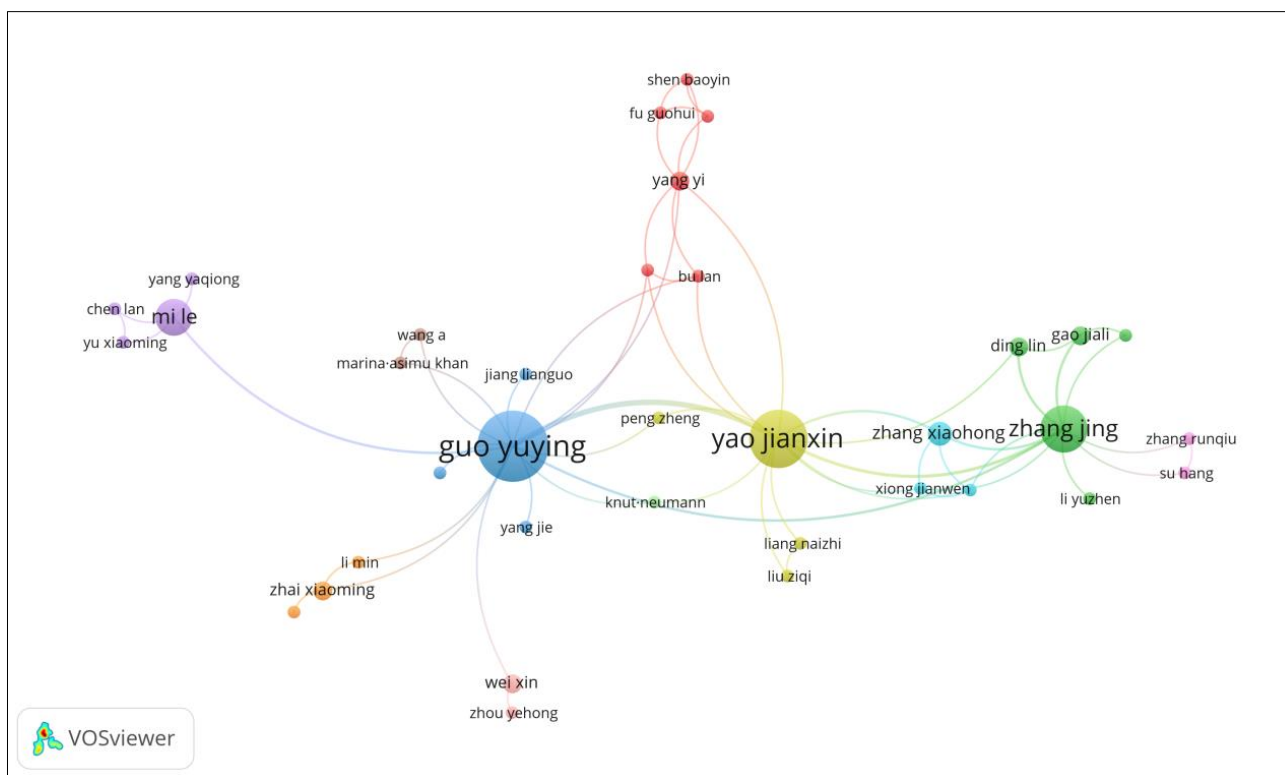 shen baoyin
fu guohui
yang yi
bu lan
yang yaqiong
chen lan
mi le
yu xiaoming
wang a
marina·asimu khan
jiang lianguo
ding lin
gao jiali
peng zheng
guo yuying
yao jianxin
zhang xiaohong
zhang jing
zhang runqiu
su hang
xiong jianwen
li yuzhen
knut·neumann
yang jie
liang naizhi
liu ziqi
li min
zhai xiaoming
wei xin
zhou yehong
VOSviewer